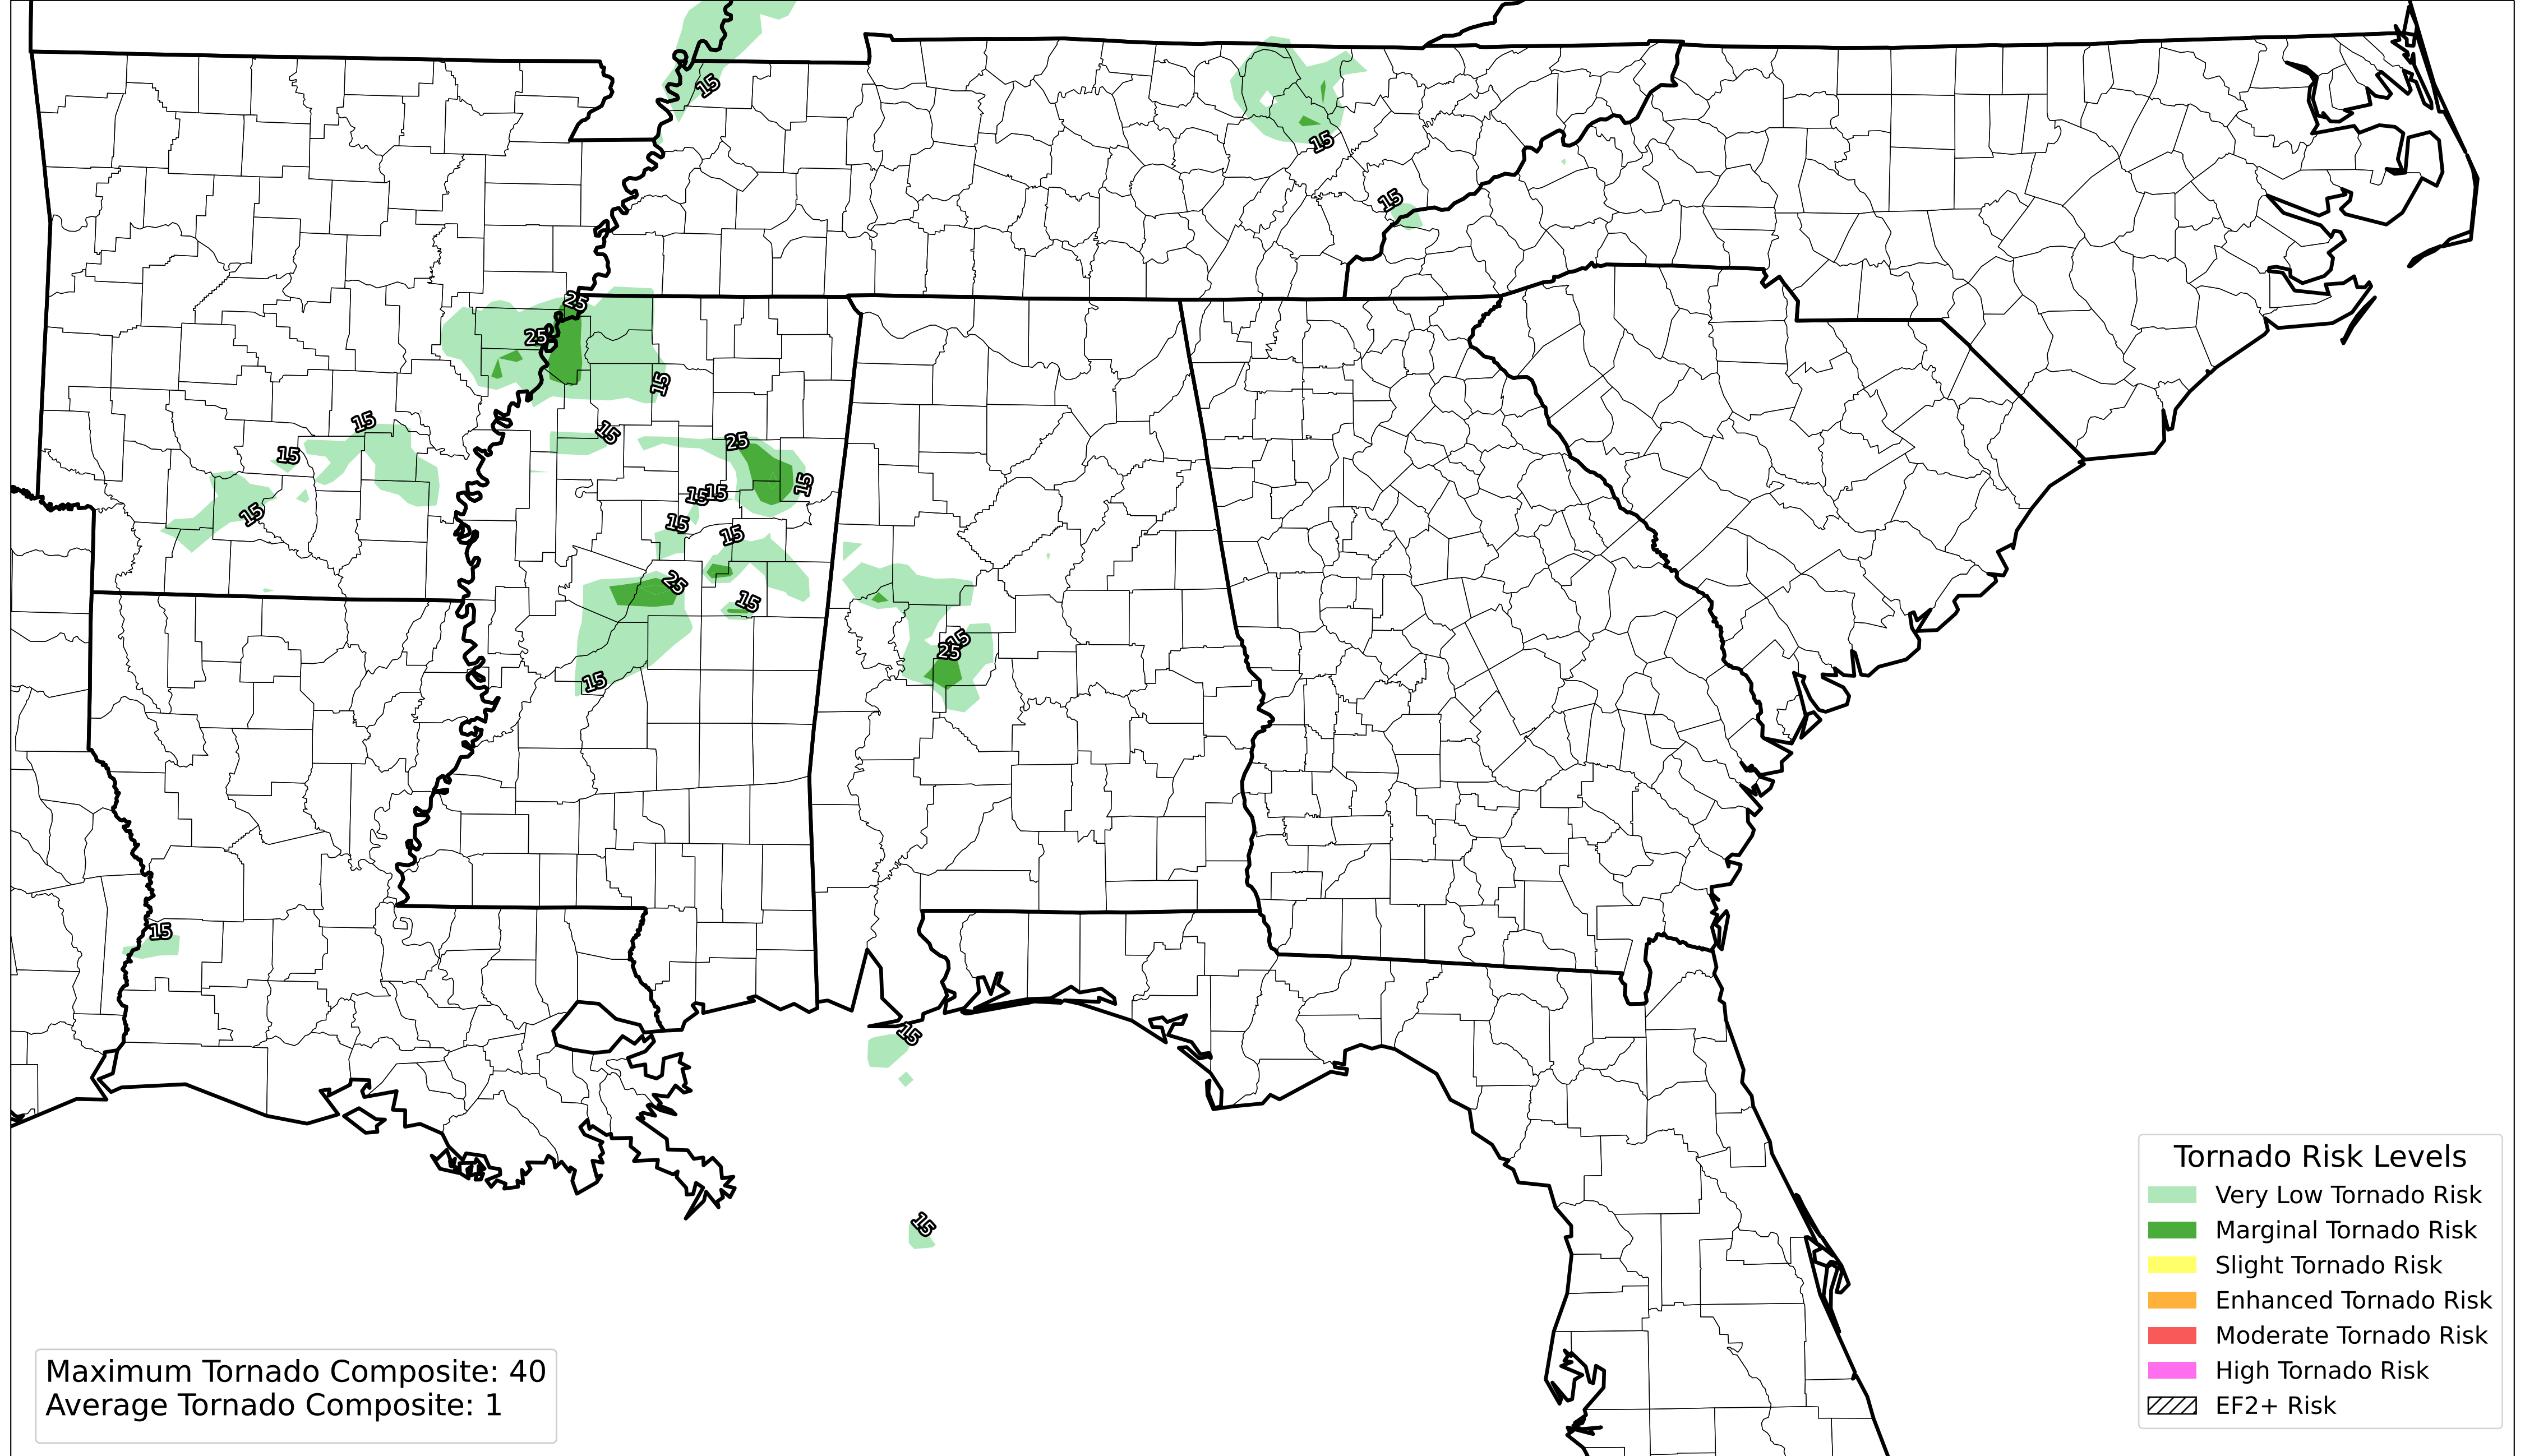 15
15
15
25
25
15
15
15
25
15
15
15
15
15
15
15
25
15
15
25
15
15
15
15
Tornado Risk Levels
Very Low Tornado Risk
Marginal Tornado Risk
Slight Tornado Risk
Enhanced Tornado Risk
Moderate Tornado Risk
High Tornado Risk
EF2+ Risk
Maximum Tornado Composite: 40
Average Tornado Composite: 1